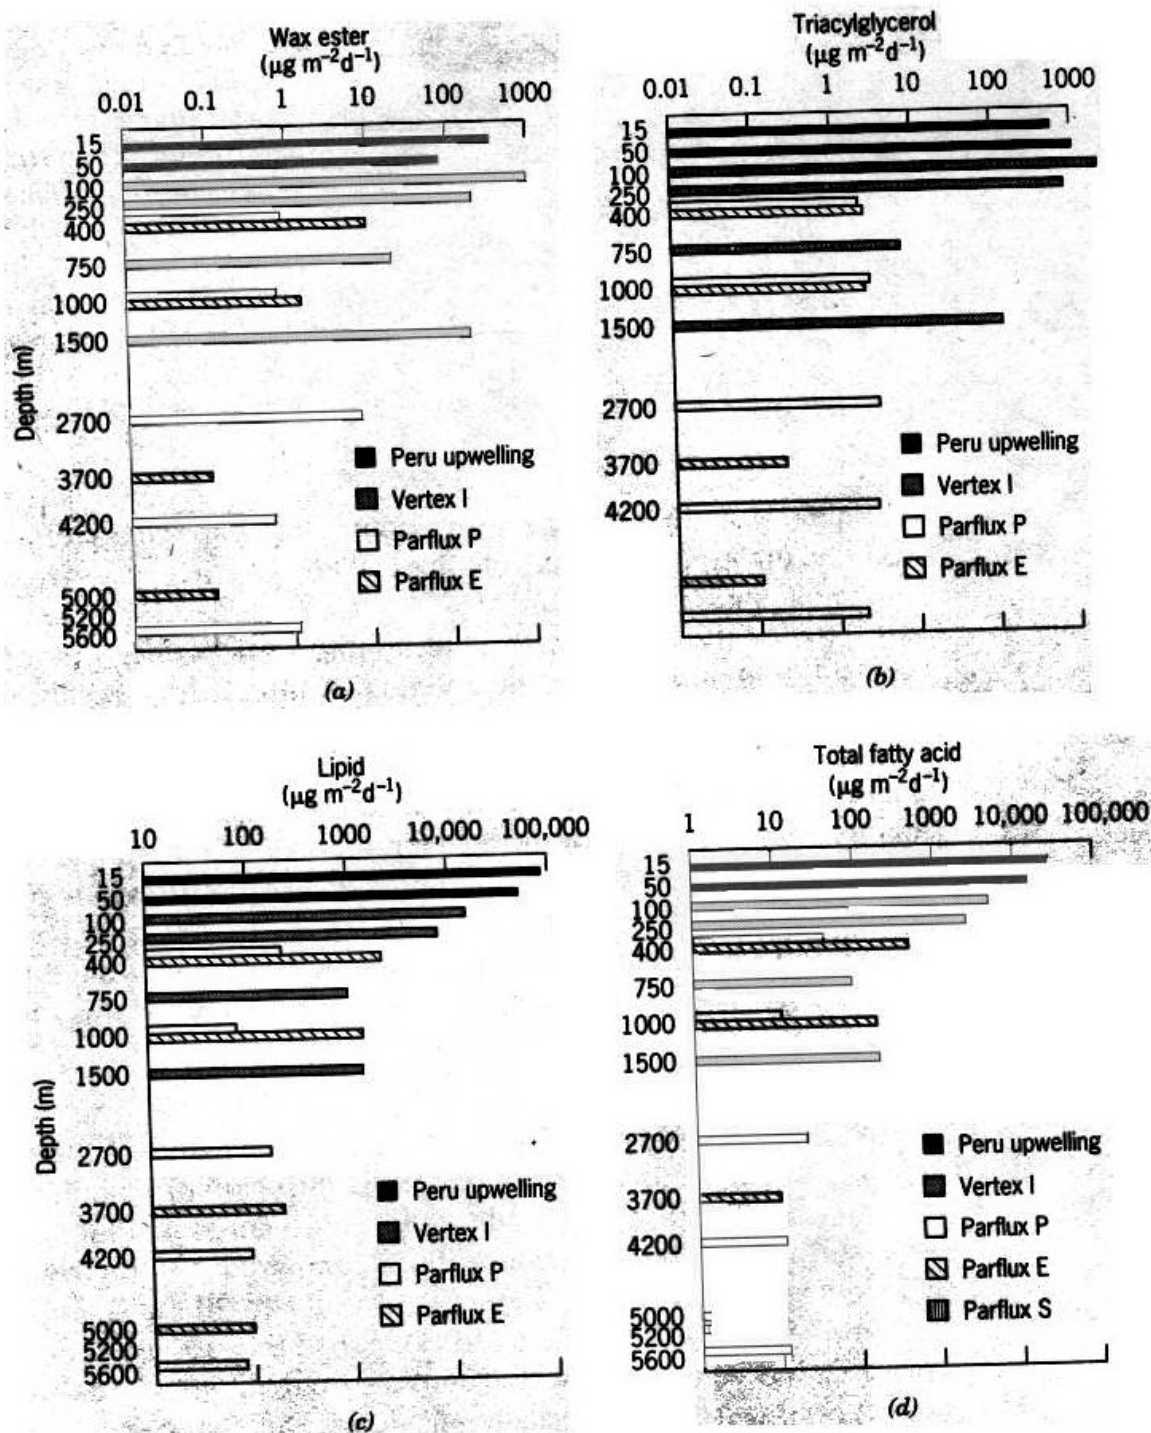 Wax ester
(μg m⁻²d⁻¹)
0.01 0.1 1 10 100 1000
Depth (m)
15
50
100
250
400
750
1000
1500
2700
3700
4200
5000
5200
5600
Peru upwelling
Vertex I
Parflux P
Parflux E
(a)
Triacylglycerol
(μg m⁻²d⁻¹)
0.01 0.1 1 10 100 1000
15
50
100
250
400
750
1000
1500
2700
3700
4200
Peru upwelling
Vertex I
Parflux P
Parflux E
(b)
Lipid
(μg m⁻²d⁻¹)
10 100 1000 10,000 100,000
Depth (m)
15
50
100
250
400
750
1000
1500
2700
3700
4200
5000
5200
5600
Peru upwelling
Vertex I
Parflux P
Parflux E
(c)
Total fatty acid
(μg m⁻²d⁻¹)
1 10 100 1000 10,000 100,000
15
50
100
250
400
750
1000
1500
2700
3700
4200
5000
5200
5600
Peru upwelling
Vertex I
Parflux P
Parflux E
Parflux S
(d)